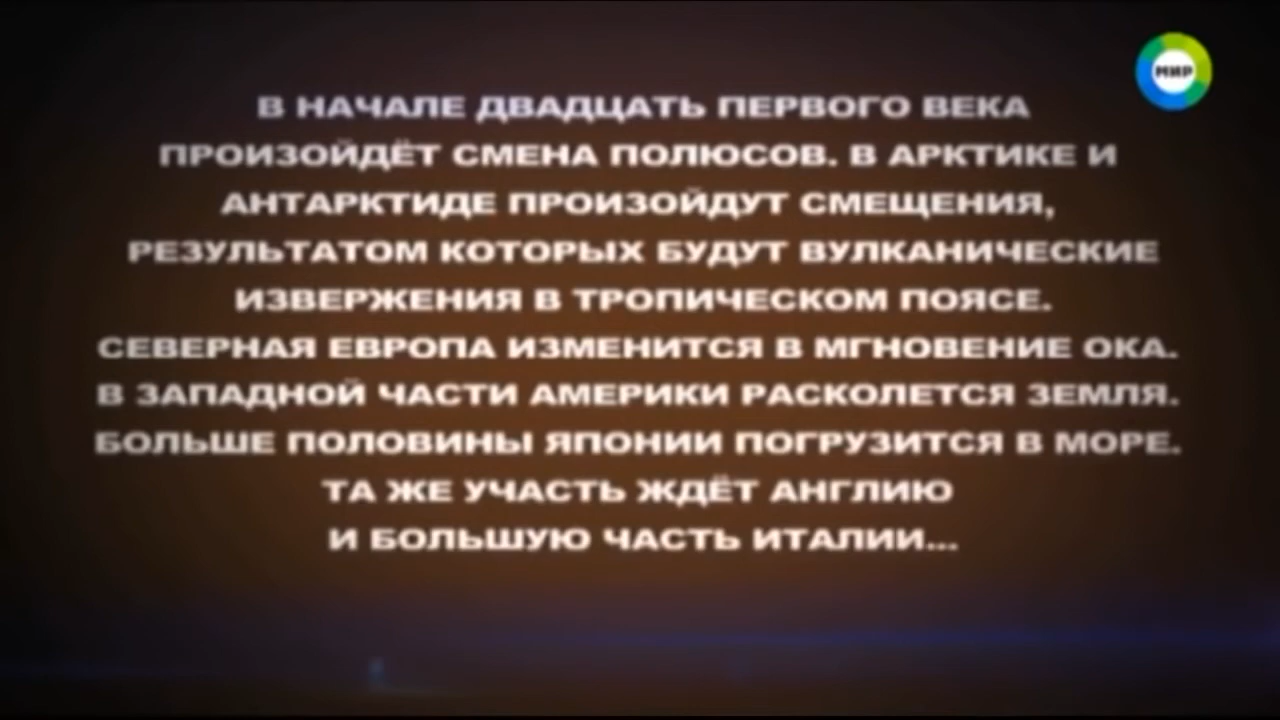 МИР
В НАЧАЛЕ ДВАДЦАТЬ ПЕРВОГО ВЕКА
ПРОИЗОЙДЁТ СМЕНА ПОЛЮСОВ. В АРКТИКЕ И
АНТАРКТИДЕ ПРОИЗОЙДУТ СМЕЩЕНИЯ,
РЕЗУЛЬТАТОМ КОТОРЫХ БУДУТ ВУЛКАНИЧЕСКИЕ
ИЗВЕРЖЕНИЯ В ТРОПИЧЕСКОМ ПОЯСЕ.
СЕВЕРНАЯ ЕВРОПА ИЗМЕНИТСЯ В МГНОВЕНИЕ ОКА.
В ЗАПАДНОЙ ЧАСТИ АМЕРИКИ РАСКОЛЕТСЯ ЗЕМЛЯ.
БОЛЬШЕ ПОЛОВИНЫ ЯПОНИИ ПОГРУЗИТСЯ В МОРЕ.
ТА ЖЕ УЧАСТЬ ЖДЁТ АНГЛИЮ
И БОЛЬШУЮ ЧАСТЬ ИТАЛИИ...